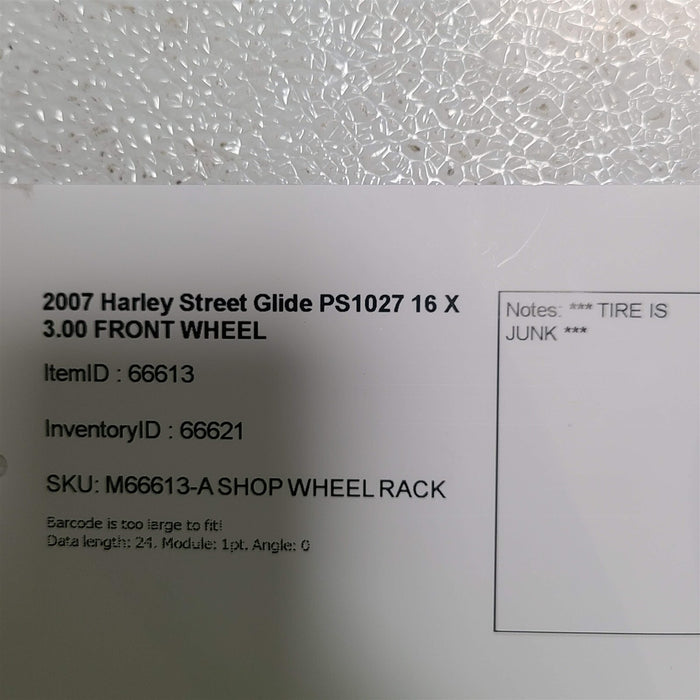 2007 Harley Street Glide PS1027 16 X
3.00 FRONT WHEEL
ItemID : 66613
InventoryID : 66621
SKU: M66613-A SHOP WHEEL RACK
Barcode is too large to fit!
Data length: 24, Module: 1pt, Angle: 0
Notes: *** TIRE IS
JUNK ***